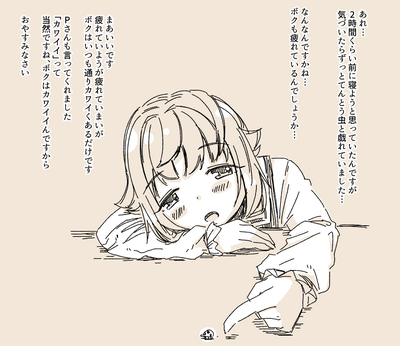 あれ…
２時間くらい前に寝ようと思っていたんですが
気づいたらずっとてんとう虫と戯れていました…
なんなんですかね…
ボクも疲れているんでしょうか…
まあいいです
疲れていようが疲れていまいが
ボクはいつも通りカワイくあるだけです
Pさんも言ってくれました
「カワイイ」って
当然ですね、ボクはカワイイんですから
おやすみなさい